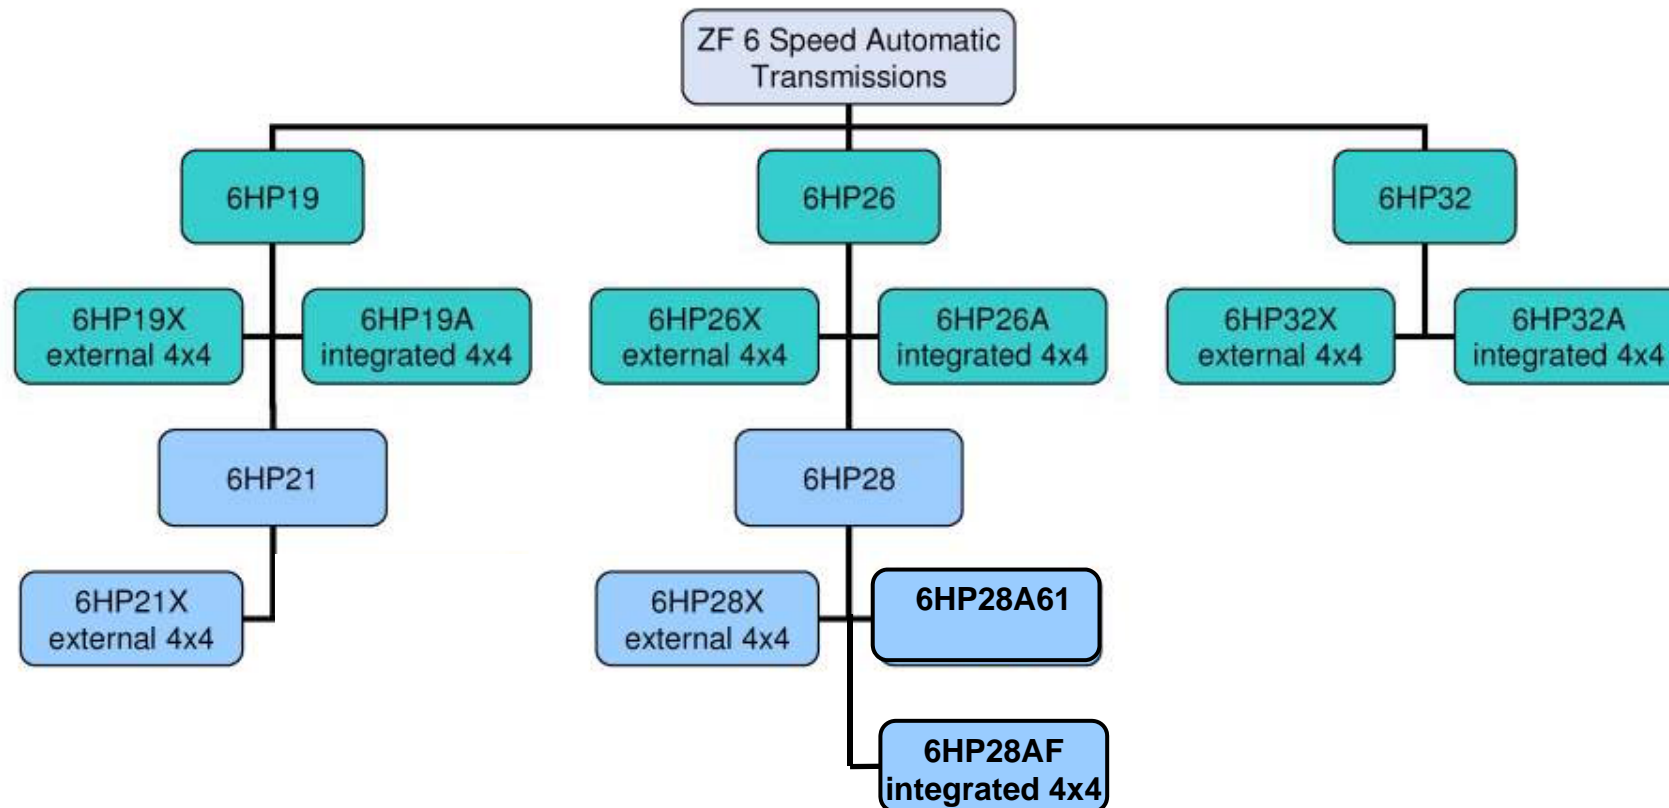 ZF 6 Speed Automatic
Transmissions
6HP19
6HP26
6HP32
6HP19X
external 4x4
6HP19A
integrated 4x4
6HP26X
external 4x4
6HP26A
integrated 4x4
6HP32X
external 4x4
6HP32A
integrated 4x4
6HP21
6HP28
6HP21X
external 4x4
6HP28X
external 4x4
6HP28A61
6HP28AF
integrated 4x4